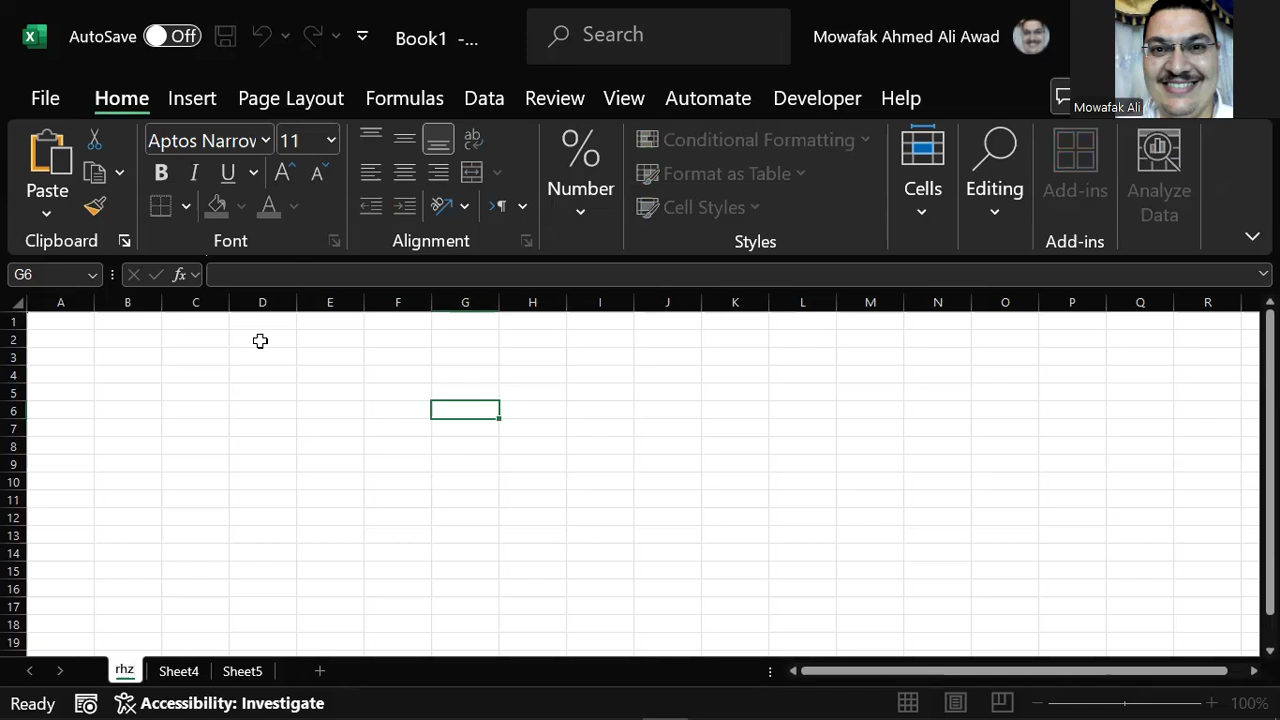 AutoSave Off Book1 -... Search Mowafak Ahmed Ali Awad
Mowafak Ali
File Home Insert Page Layout Formulas Data Review View Automate Developer Help
Aptos Narrov 11
Conditional Formatting
Format as Table
Cell Styles
Paste
B I U
Number
Cells
Editing
Add-ins
Analyze
Data
Clipboard Font Alignment Styles Add-ins
G6 fx
A B C D E F G H I J K L M N O P Q R
1
2
3
4
5
6
7
8
9
10
11
12
13
14
15
16
17
18
19
rhz Sheet4 Sheet5
Ready Accessibility: Investigate 100%